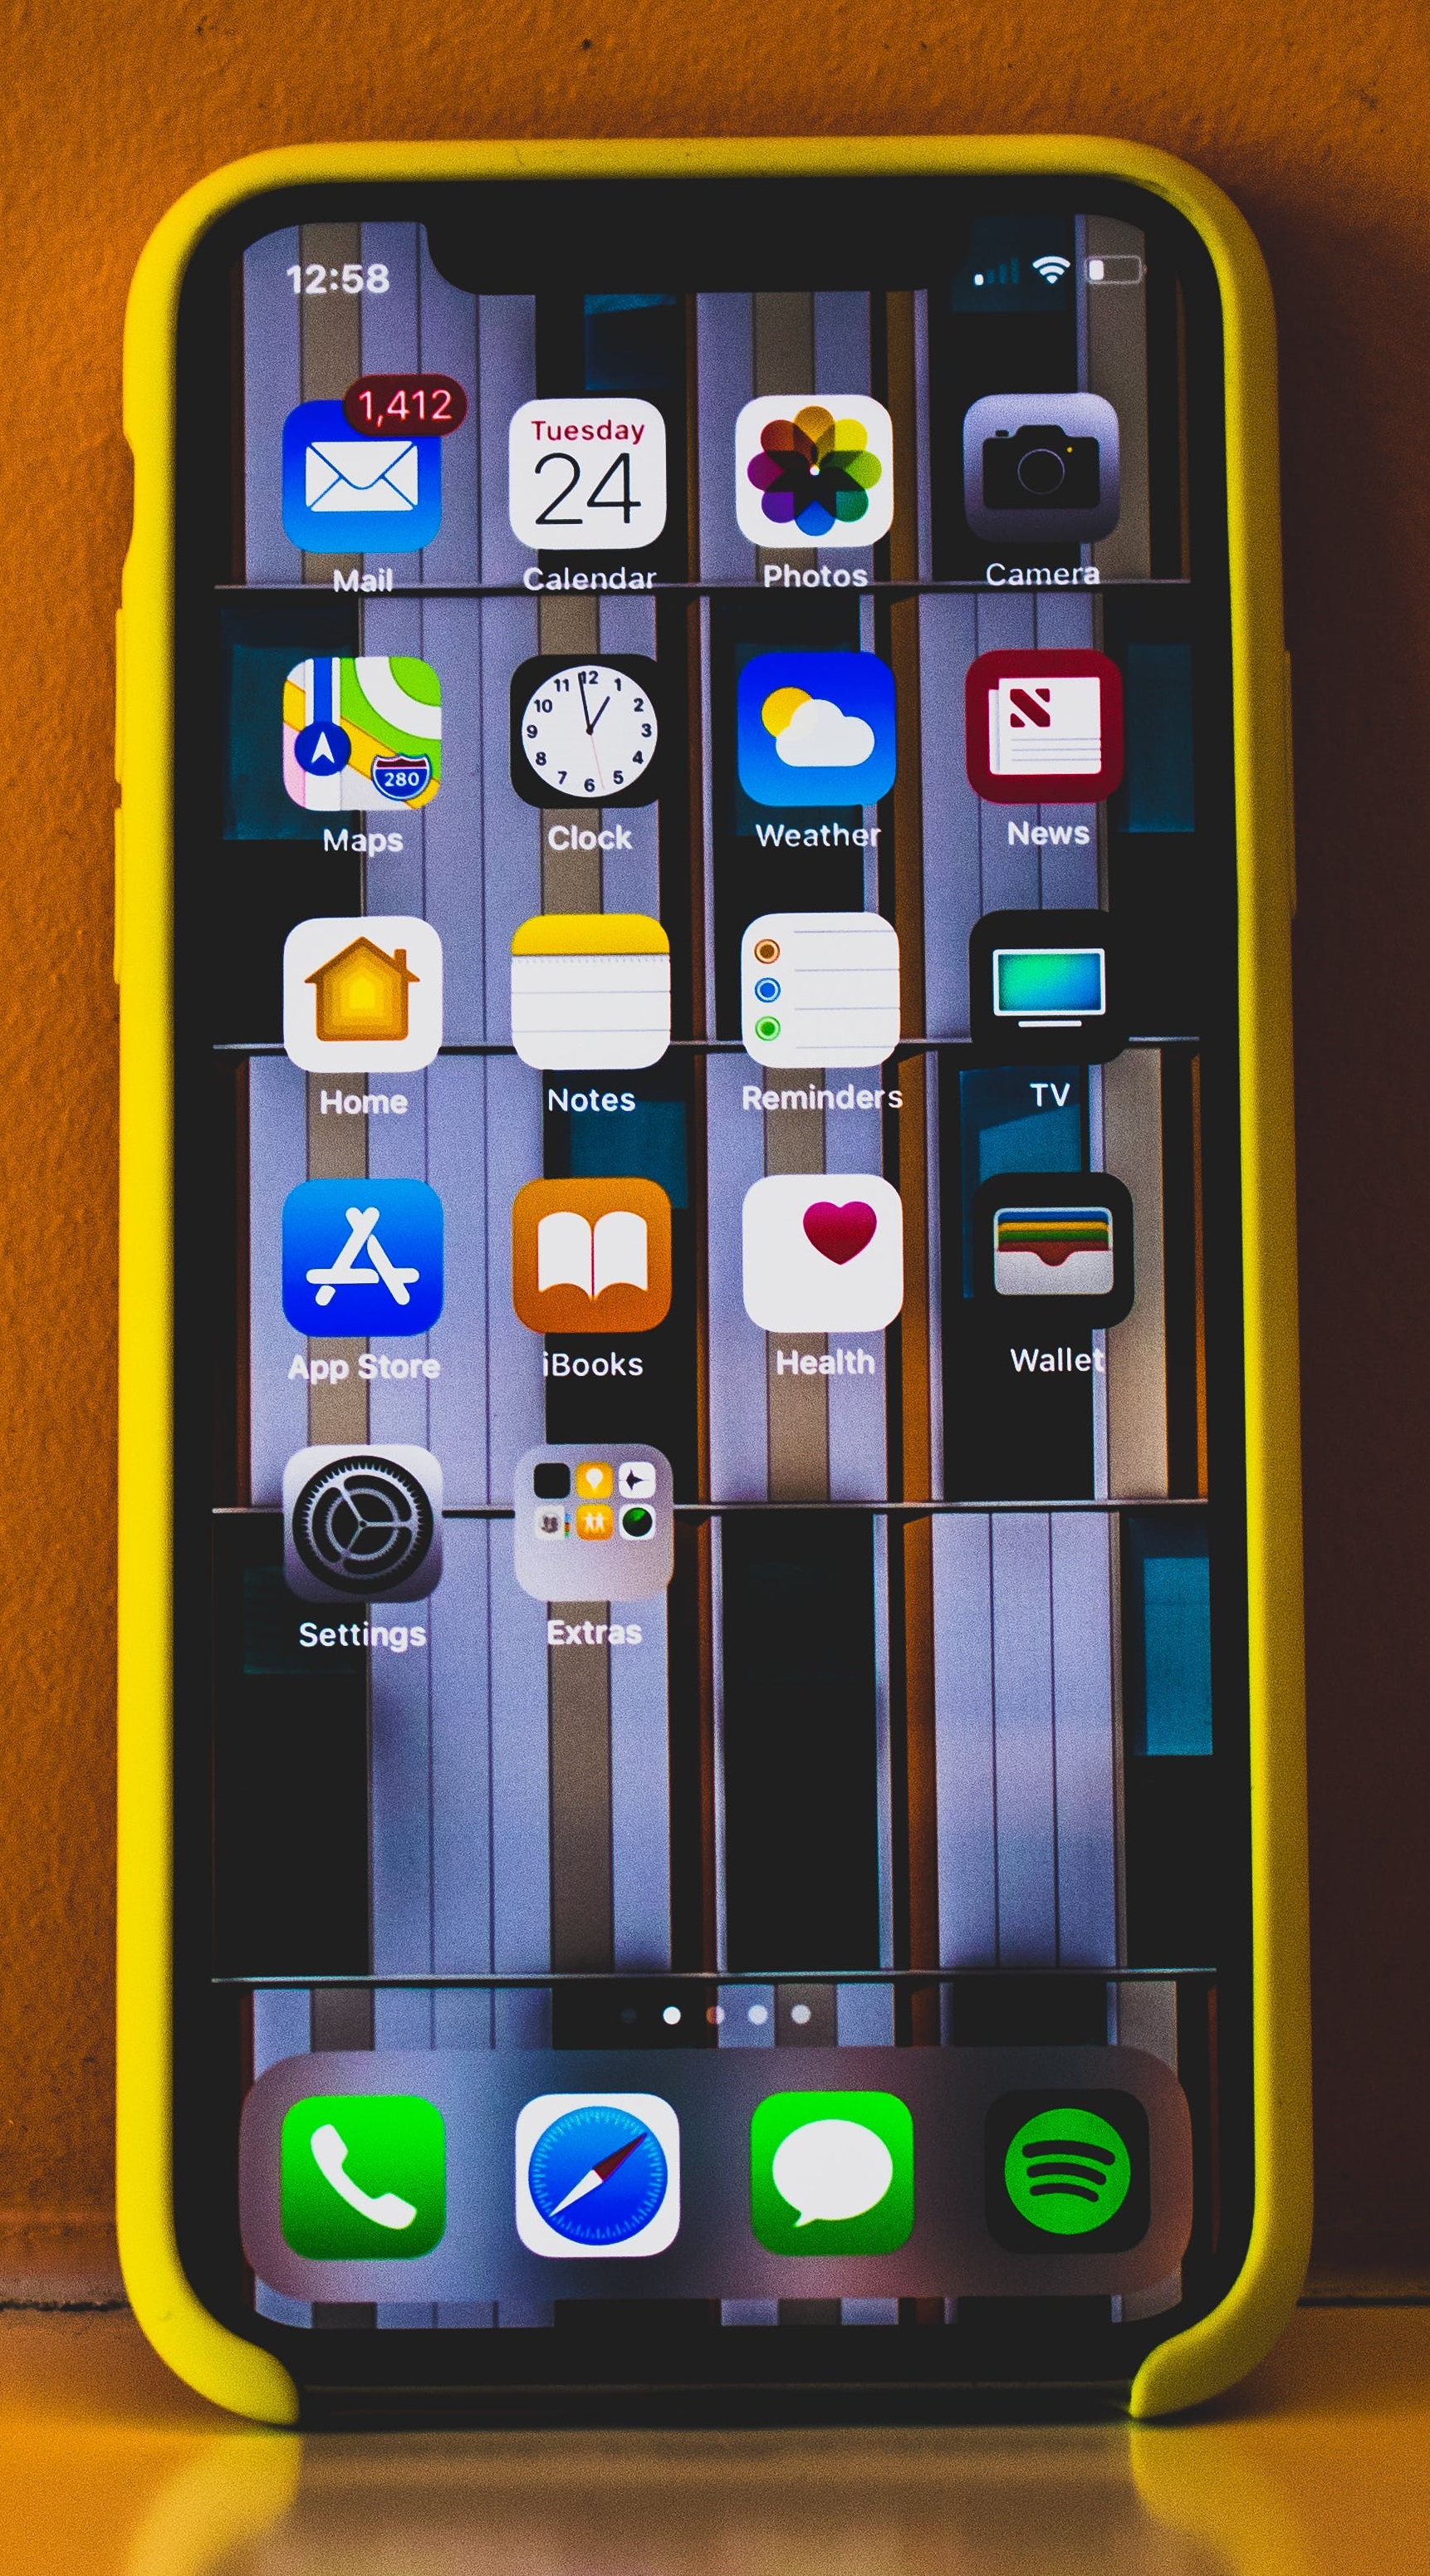 12:58
1,412
Tuesday
24
Mail Calendar Photos Camera
280
11 12 1
10 2
9 3
8 4
7 6 5
Maps Clock Weather News
Home Notes Reminders TV
App Store iBooks Health Wallet
Settings Extras